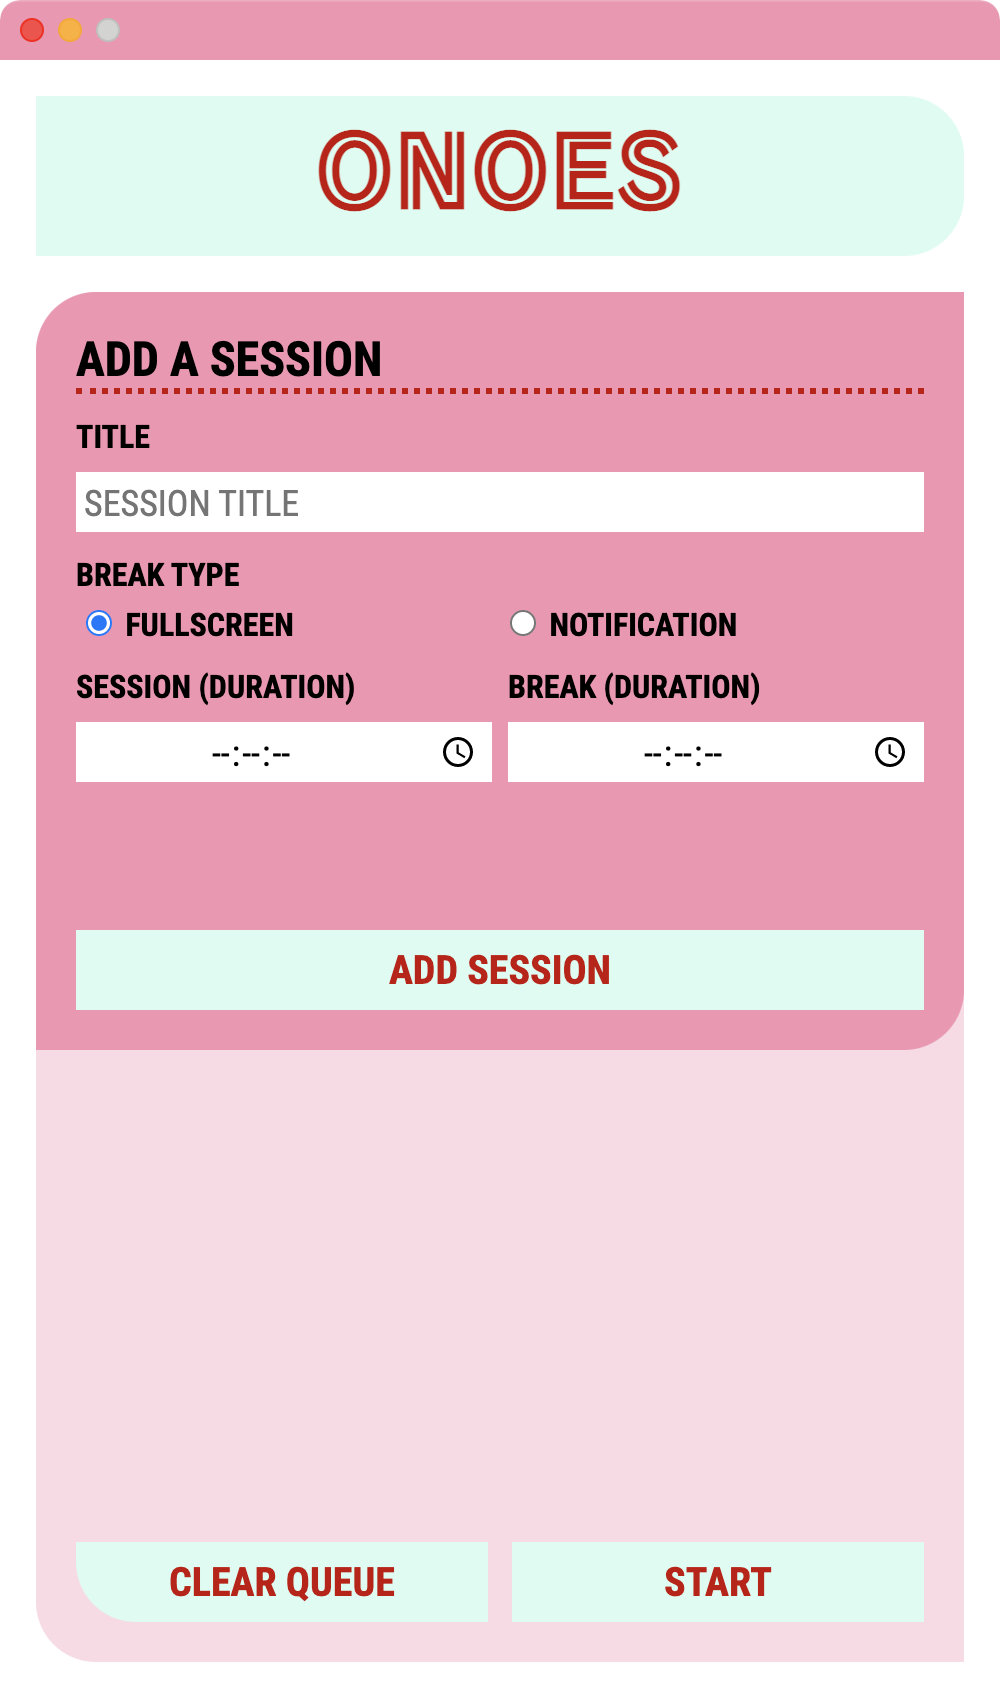 ONOES
ADD A SESSION
TITLE
SESSION TITLE
BREAK TYPE
FULLSCREEN NOTIFICATION
SESSION (DURATION) BREAK (DURATION)
--:--:-- --:--:--
ADD SESSION
CLEAR QUEUE START